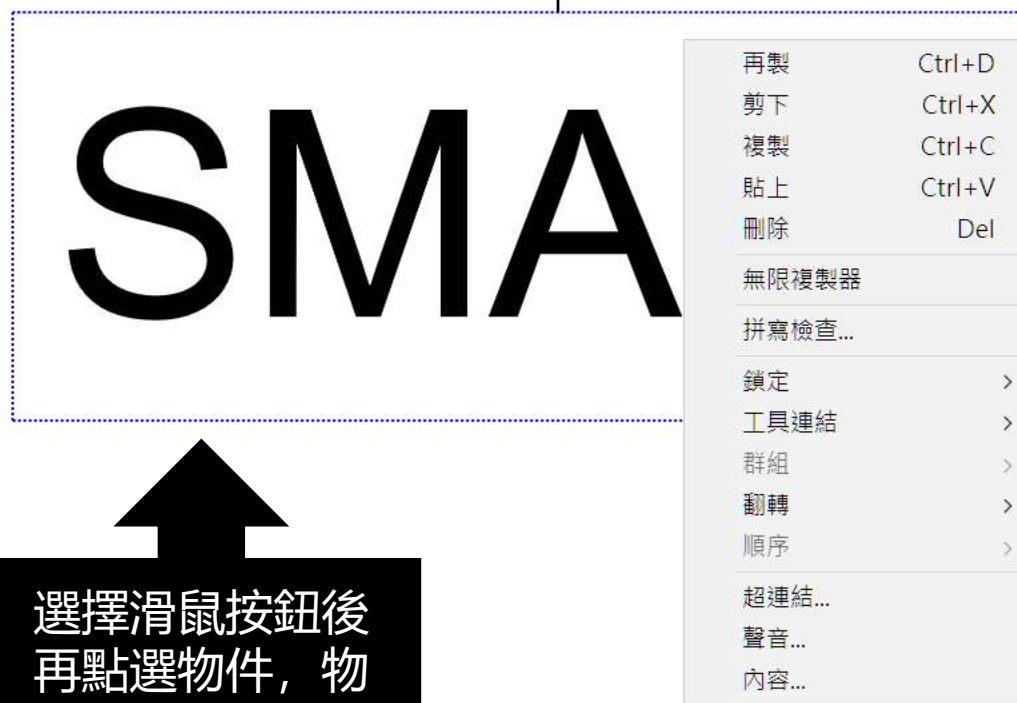 SMA
再製 Ctrl+D
剪下 Ctrl+X
複製 Ctrl+C
貼上 Ctrl+V
刪除 Del
無限複製器
拼寫檢查...
鎖定 >
工具連結 >
群組 >
翻轉 >
順序 >
超連結...
聲音...
內容...
選擇滑鼠按鈕後
再點選物件，物